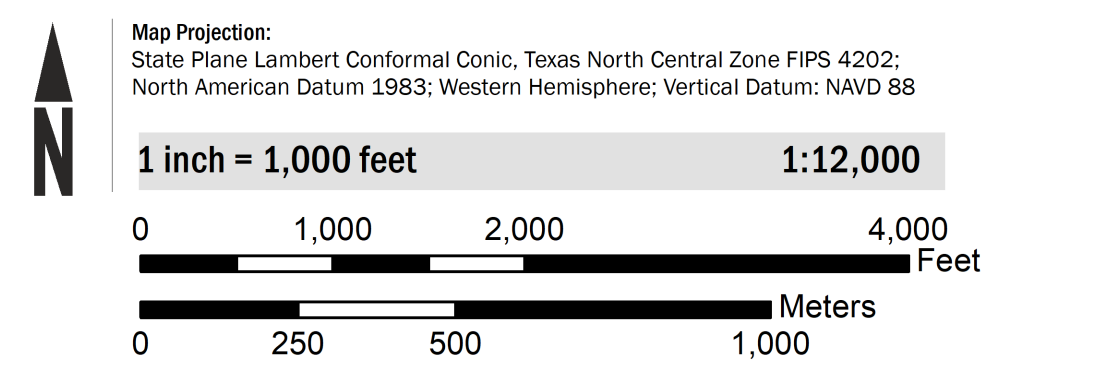 N
Map Projection:
State Plane Lambert Conformal Conic, Texas North Central Zone FIPS 4202;
North American Datum 1983; Western Hemisphere; Vertical Datum: NAVD 88
1 inch = 1,000 feet 1:12,000
0 1,000 2,000 4,000
Feet
Meters
0 250 500 1,000